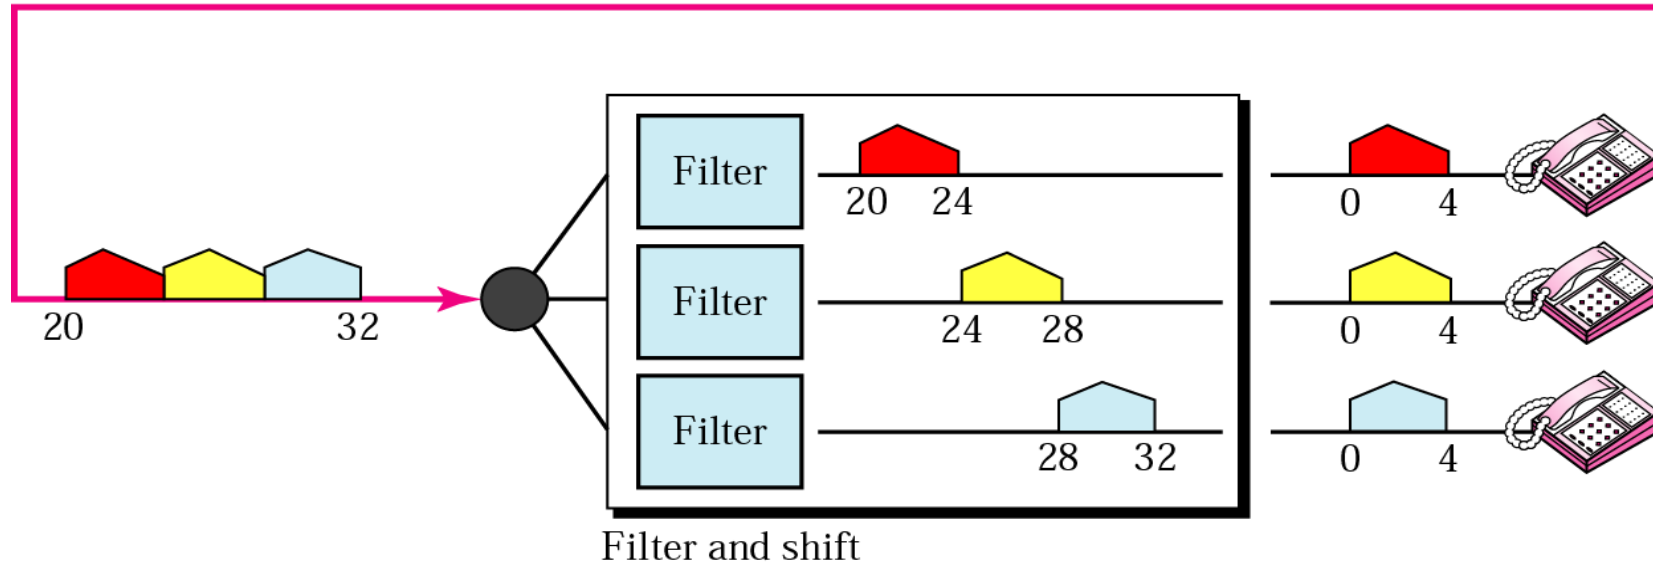 Filter
20 24
0 4
20 32
Filter
24 28
0 4
Filter
28 32
0 4
Filter and shift